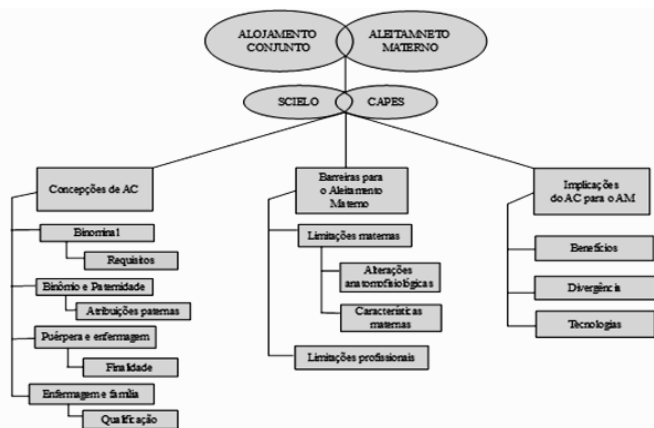 ALOJAMENTO
CONJUNTO
ALEITAMNETO
MATERNO
SCIELO
CAPES
Concepções de AC
Binominal
Requisitos
Binômio e Paternidade
Atribuições paternas
Puérpera e enfermagem
Finalidade
Enfermagem e família
Qualificação
Barreiras para
o Aleitamento
Materno
Limitações maternas
Alterações
anatomofisiológicas
Características
maternas
Limitações profissionais
Implicações
do AC para o AM
Benefícios
Divergência
Tecnologias